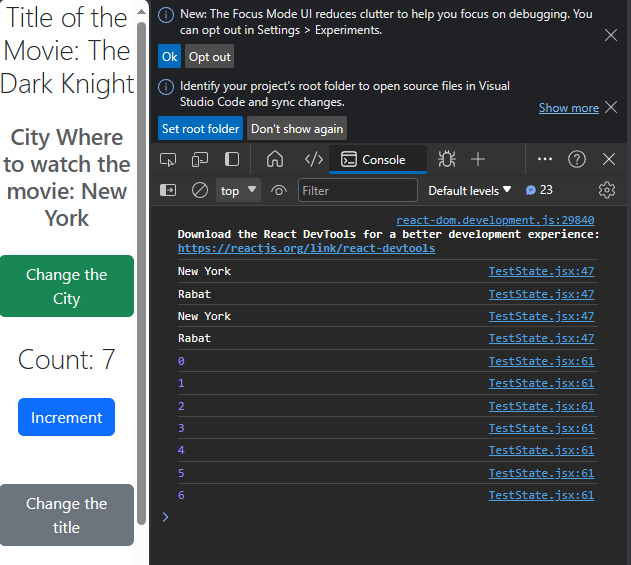 Title of the
Movie: The
Dark Knight
City Where
to watch the
movie: New
York
Change the
City
Count: 7
Increment
Change the
title
New: The Focus Mode UI reduces clutter to help you focus on debugging. You
can opt out in Settings > Experiments.
Ok Opt out
Identify your project's root folder to open source files in Visual
Studio Code and sync changes.
Show more
Set root folder Don't show again
Console
top Filter Default levels 23
react-dom.development.js:29840
Download the React DevTools for a better development experience:
https://reactjs.org/link/react-devtools
New York TestState.jsx:47
Rabat TestState.jsx:47
New York TestState.jsx:47
Rabat TestState.jsx:47
0 TestState.jsx:61
1 TestState.jsx:61
2 TestState.jsx:61
3 TestState.jsx:61
4 TestState.jsx:61
5 TestState.jsx:61
6 TestState.jsx:61